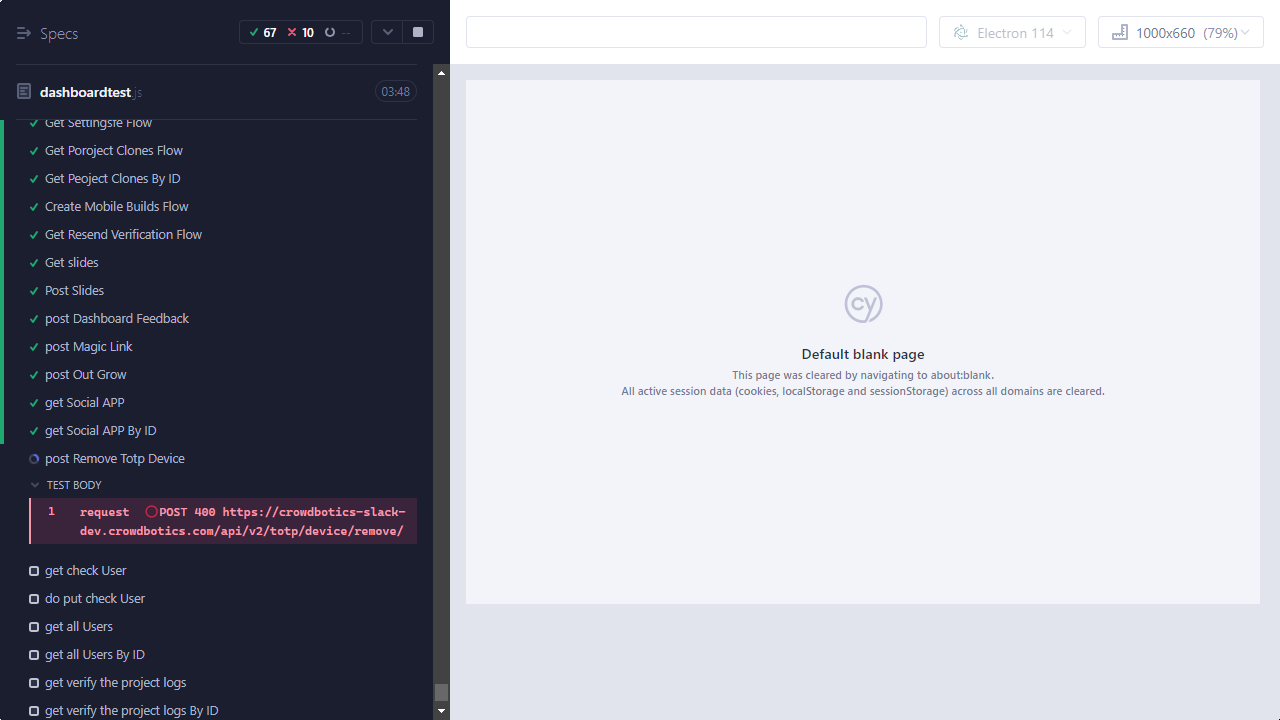 Specs
67
10
--
dashboardtest.js
03:48
Get Settingsfe Flow
Get Poroject Clones Flow
Get Peoject Clones By ID
Create Mobile Builds Flow
Get Resend Verification Flow
Get slides
Post Slides
post Dashboard Feedback
post Magic Link
post Out Grow
get Social APP
get Social APP By ID
post Remove Totp Device
TEST BODY
1 request POST 400 https://crowdbotics-slack-
dev.crowdbotics.com/api/v2/totp/device/remove/
get check User
do put check User
get all Users
get all Users By ID
get verify the project logs
get verify the project logs By ID
Electron 114
1000x660 (79%)
cy
Default blank page
This page was cleared by navigating to about:blank.
All active session data (cookies, localStorage and sessionStorage) across all domains are cleared.